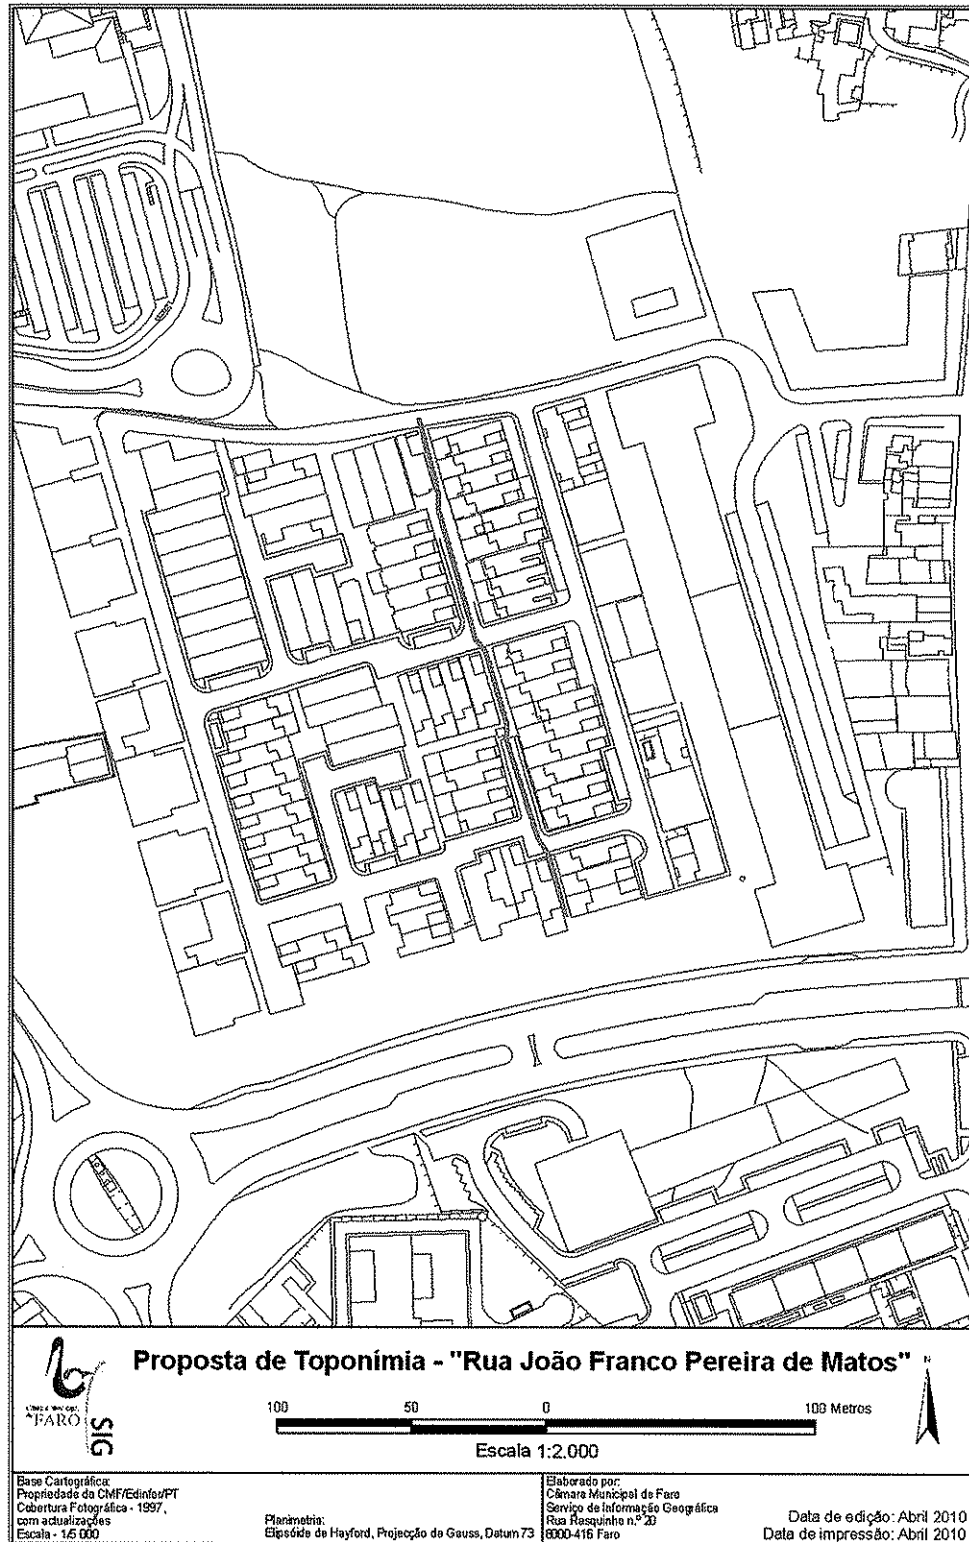 Proposta de Toponímia - "Rua João Franco Pereira de Matos"
N
FARO
SIG
100 50 0 100 Metros
Escala 1:2.000
Base Cartográfica:
Propriedade da CMF/Edinfor/PT
Cobertura Fotográfica - 1997,
com actualizações
Escala - 1/5 000
Planimetria:
Elipsóide de Hayford, Projecção de Gauss, Datum 73
Elaborado por:
Câmara Municipal de Faro
Serviço de Informação Geográfica
Rua Rasquinho n.º 20
8000-416 Faro
Data de edição: Abril 2010
Data de impressão: Abril 2010